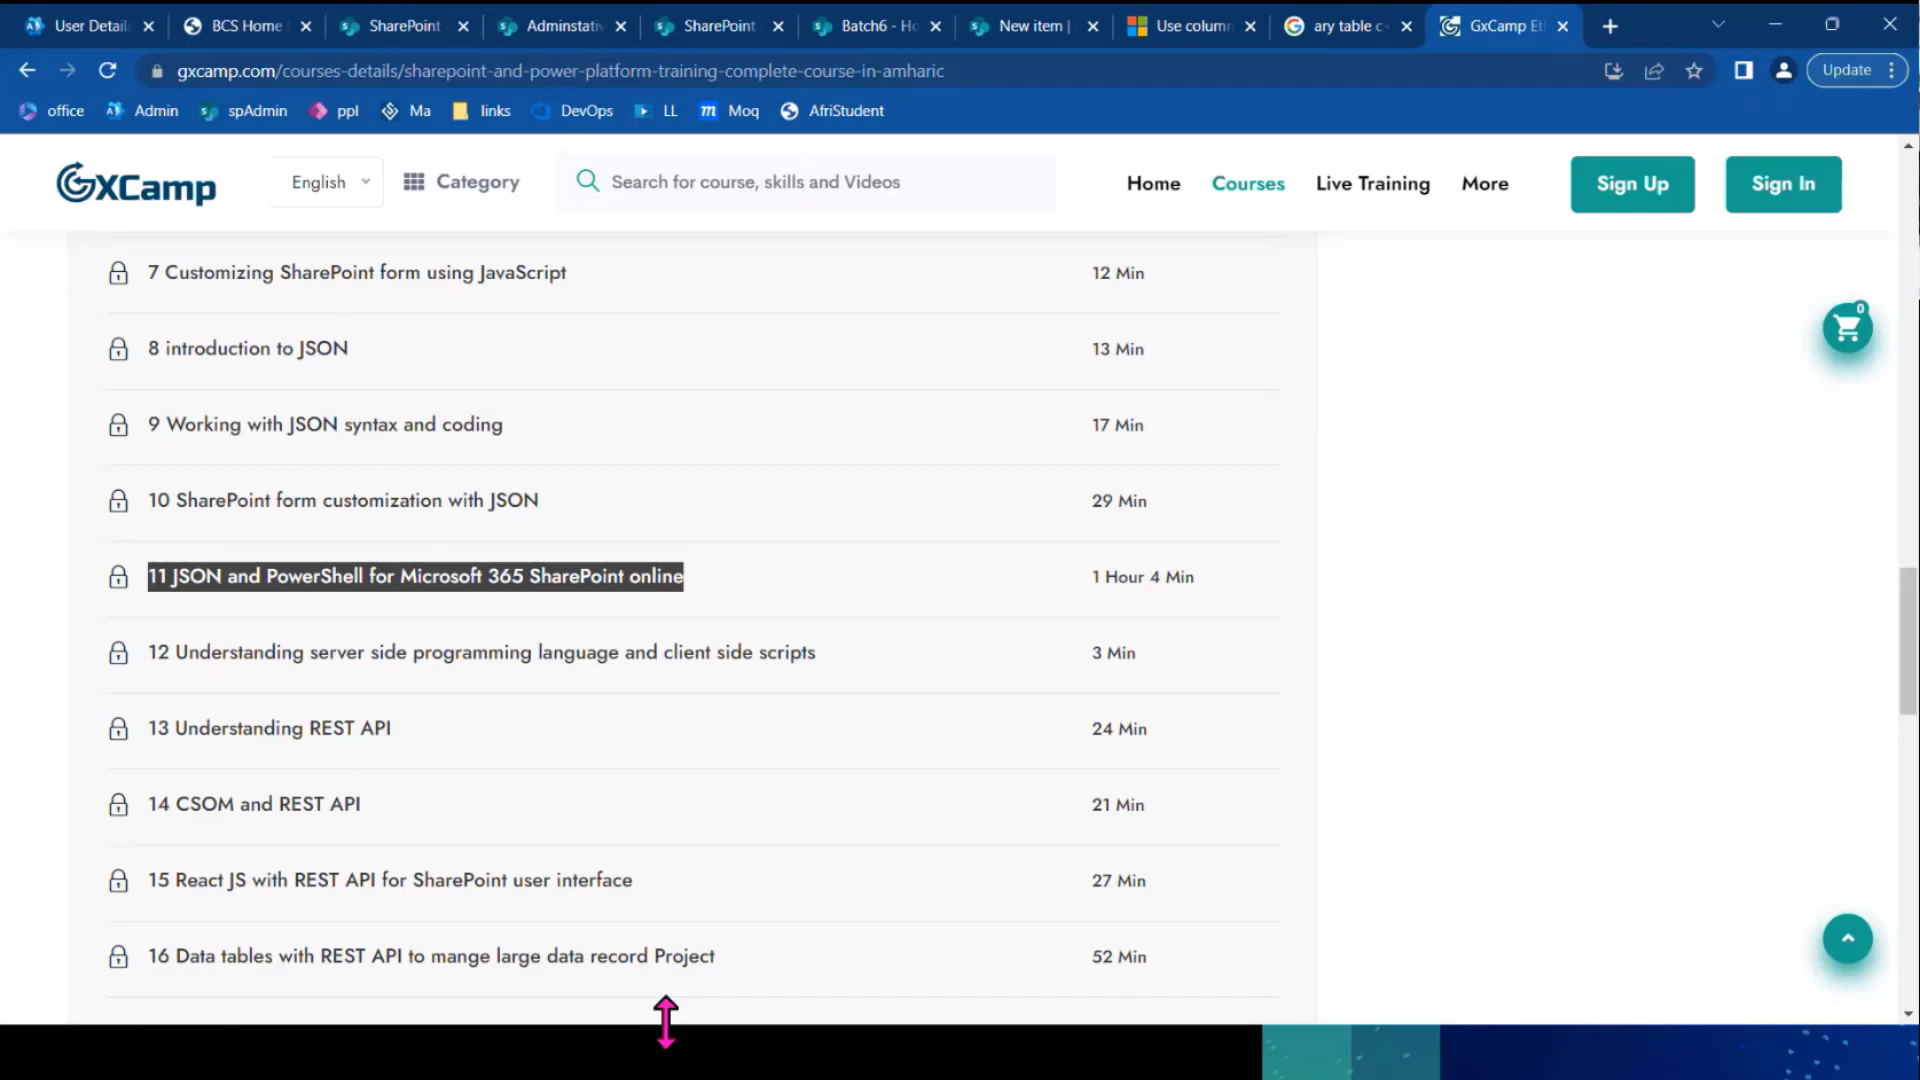 User Details
BCS Home
SharePoint
Adminstativ
SharePoint
Batch6 - Ho
New item |
Use column
ary table c
GxCamp Et
gxcamp.com/courses-details/sharepoint-and-power-platform-training-complete-course-in-amharic
Update
office
Admin
spAdmin
ppl
Ma
links
DevOps
LL
Moq
AfriStudent
GXCamp
English
Category
Search for course, skills and Videos
Home
Courses
Live Training
More
Sign Up
Sign In
0
7 Customizing SharePoint form using JavaScript 12 Min
8 introduction to JSON 13 Min
9 Working with JSON syntax and coding 17 Min
10 SharePoint form customization with JSON 29 Min
11 JSON and PowerShell for Microsoft 365 SharePoint online 1 Hour 4 Min
12 Understanding server side programming language and client side scripts 3 Min
13 Understanding REST API 24 Min
14 CSOM and REST API 21 Min
15 React JS with REST API for SharePoint user interface 27 Min
16 Data tables with REST API to mange large data record Project 52 Min